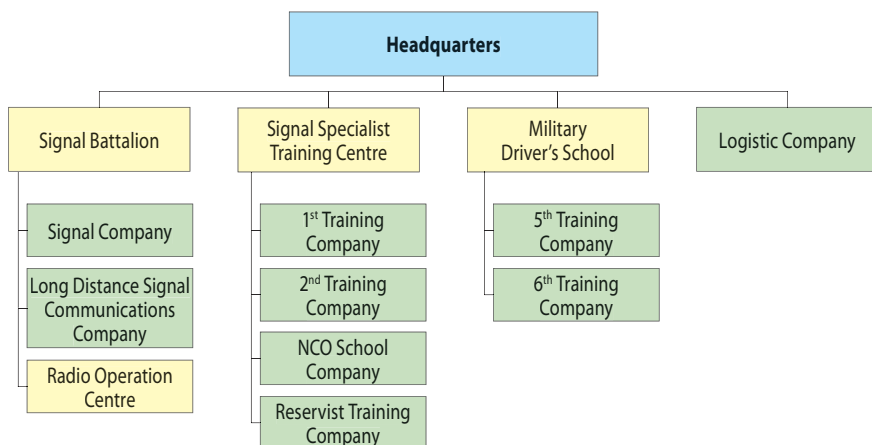 Headquarters
Signal Battalion
Signal Specialist
Training Centre
Military
Driver's School
Logistic Company
Signal Company
Long Distance Signal
Communications
Company
Radio Operation
Centre
1st Training
Company
2nd Training
Company
NCO School
Company
Reservist Training
Company
5th Training
Company
6th Training
Company